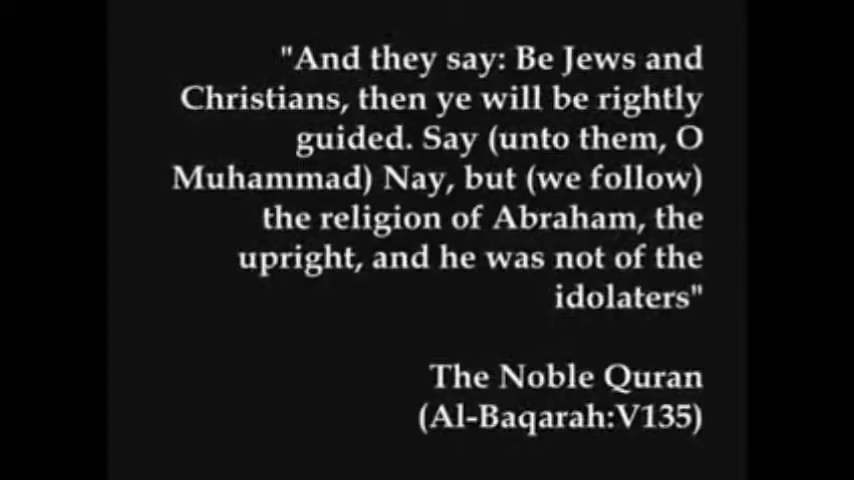 "And they say: Be Jews and
Christians, then ye will be rightly
guided. Say (unto them, O
Muhammad) Nay, but (we follow)
the religion of Abraham, the
upright, and he was not of the
idolaters"
The Noble Quran
(Al-Baqarah:V135)